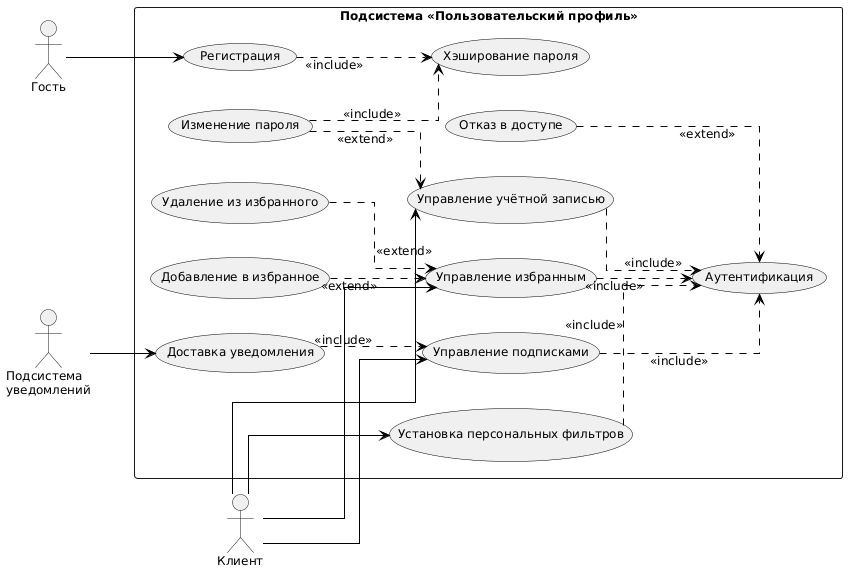 Подсистема «Пользовательский профиль»
Гость
Регистрация
«include»
Хэширование пароля
Изменение пароля
«include»
«extend»
Отказ в доступе
«extend»
Удаление из избранного
Управление учётной записью
«extend»
«include»
Добавление в избранное
«extend»
Управление избранным
«include»
Аутентификация
Подсистема
уведомлений
Доставка уведомления
«include»
«include»
Управление подписками
«include»
Установка персональных фильтров
Клиент